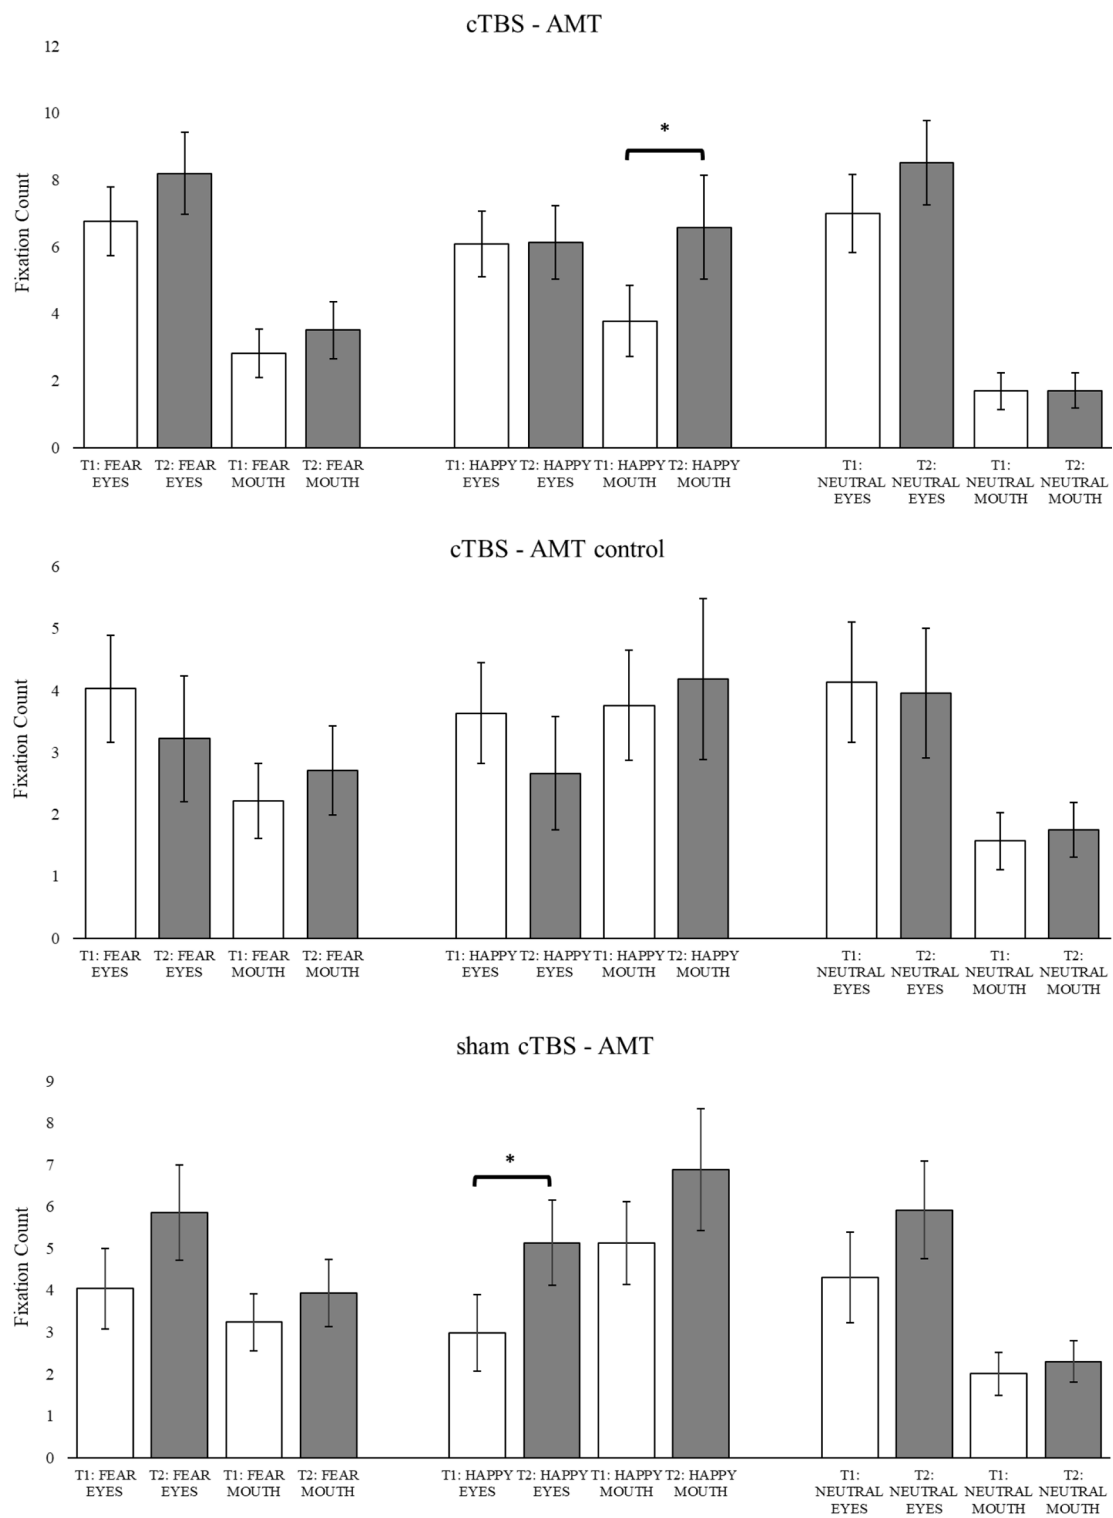 cTBS - AMT
12
10
8
6
4
2
0
Fixation Count
*
T1: FEAR EYES
T2: FEAR EYES
T1: FEAR MOUTH
T2: FEAR MOUTH
T1: HAPPY EYES
T2: HAPPY EYES
T1: HAPPY MOUTH
T2: HAPPY MOUTH
T1: NEUTRAL EYES
T2: NEUTRAL EYES
T1: NEUTRAL MOUTH
T2: NEUTRAL MOUTH
cTBS - AMT control
6
5
4
3
2
1
0
Fixation Count
T1: FEAR EYES
T2: FEAR EYES
T1: FEAR MOUTH
T2: FEAR MOUTH
T1: HAPPY EYES
T2: HAPPY EYES
T1: HAPPY MOUTH
T2: HAPPY MOUTH
T1: NEUTRAL EYES
T2: NEUTRAL EYES
T1: NEUTRAL MOUTH
T2: NEUTRAL MOUTH
sham cTBS - AMT
9
8
7
6
5
4
3
2
1
0
Fixation Count
*
T1: FEAR EYES
T2: FEAR EYES
T1: FEAR MOUTH
T2: FEAR MOUTH
T1: HAPPY EYES
T2: HAPPY EYES
T1: HAPPY MOUTH
T2: HAPPY MOUTH
T1: NEUTRAL EYES
T2: NEUTRAL EYES
T1: NEUTRAL MOUTH
T2: NEUTRAL MOUTH